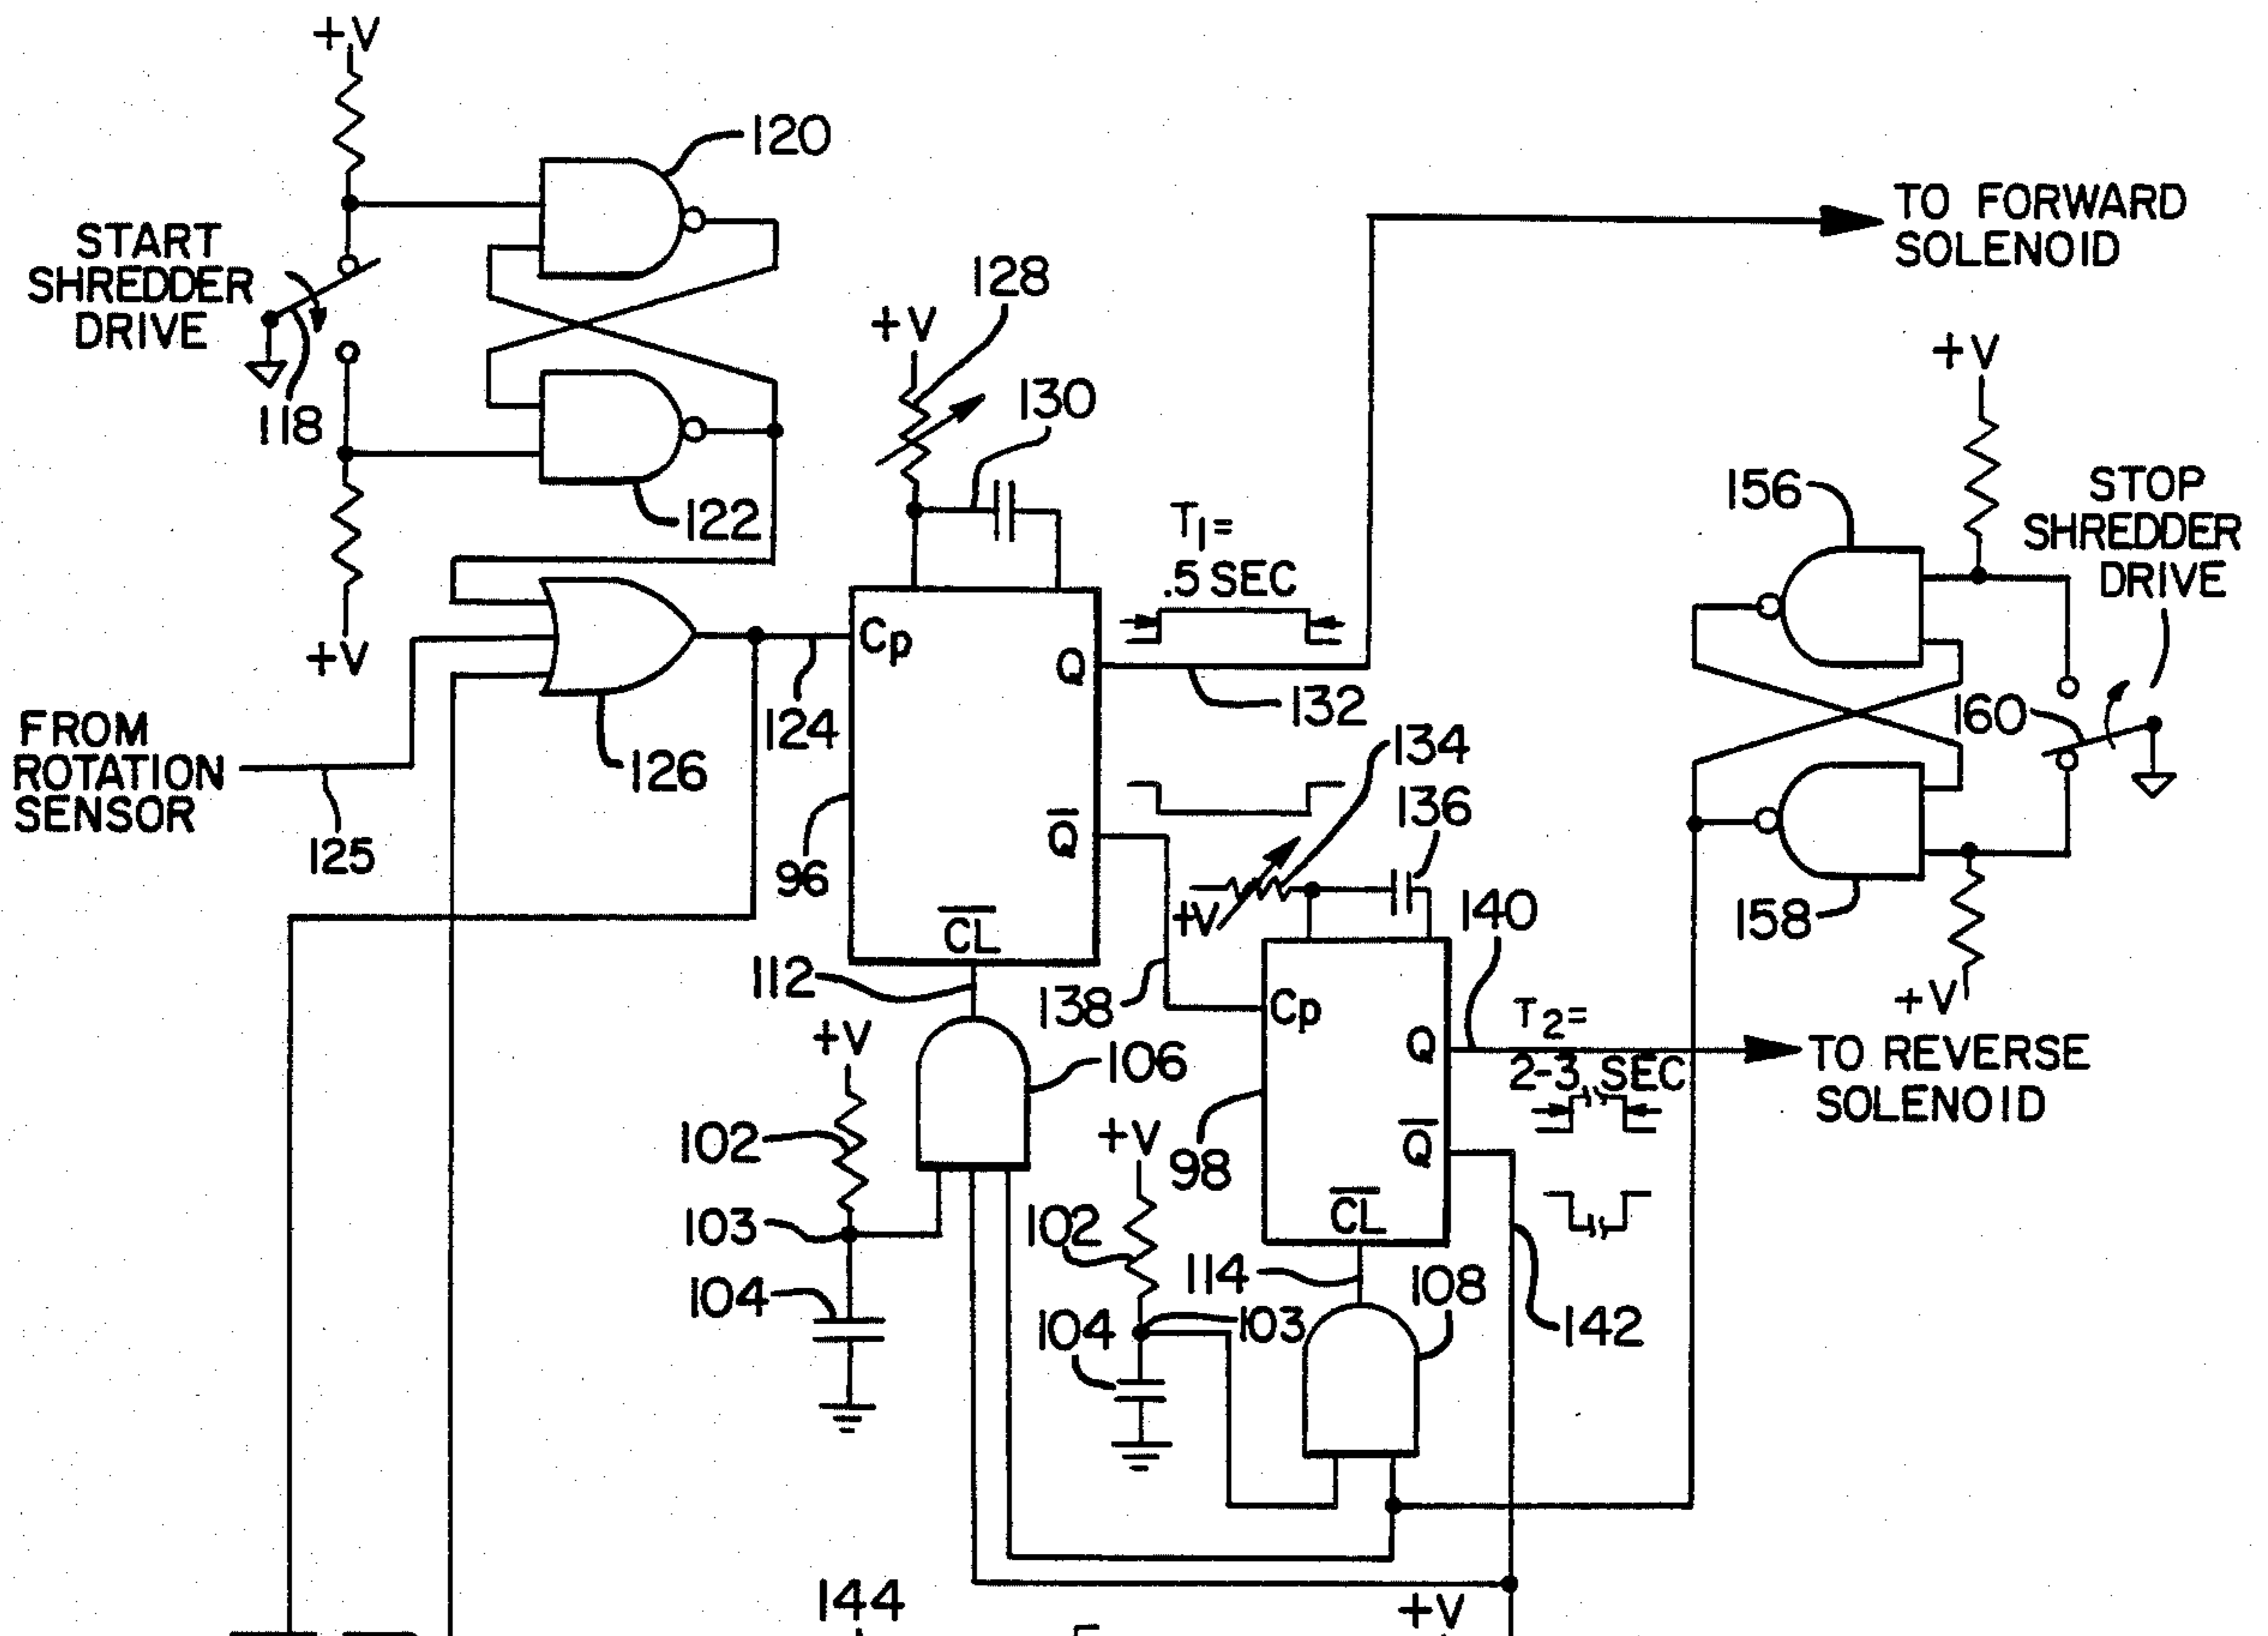 +V
120
START
SHREDDER
DRIVE
118
122
+V
FROM
ROTATION
SENSOR
125
126
124
+V
128
130
T1=
.5 SEC
Cp
Q
Q̅
C̅L̅
96
132
TO FORWARD
SOLENOID
134
136
+V
138
140
Cp
Q
Q̅
C̅L̅
98
T2=
2-3 SEC
TO REVERSE
SOLENOID
+V
156
STOP
SHREDDER
DRIVE
160
158
+V
112
106
+V
102
103
104
+V
102
103
104
114
108
142
144
+V